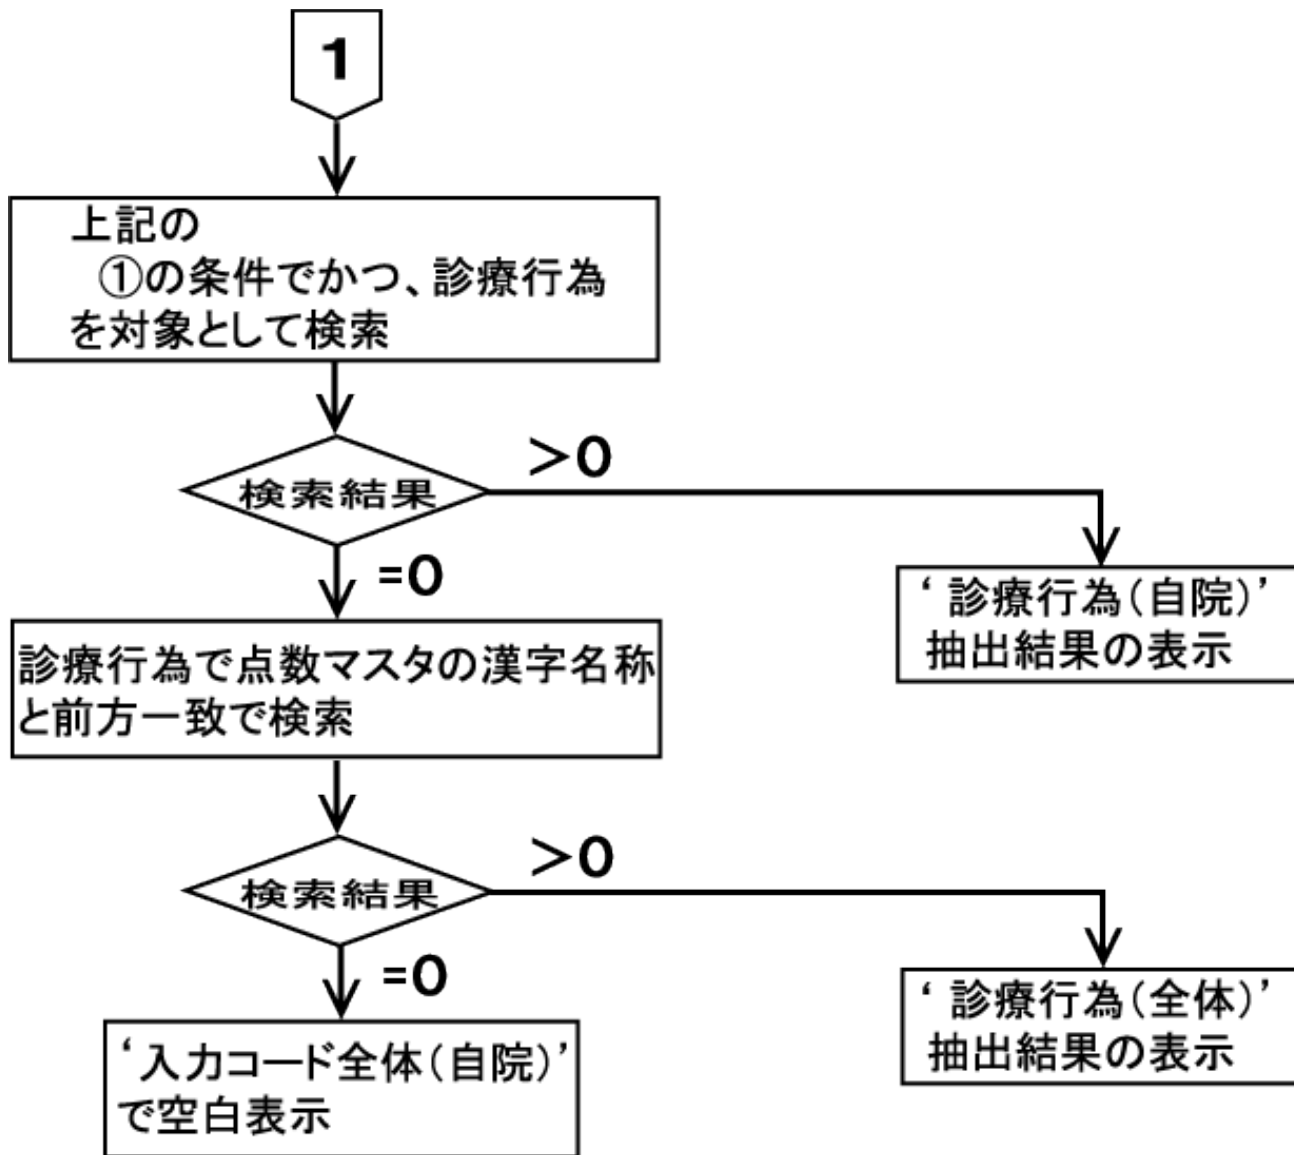 1
上記の
①の条件でかつ、診療行為
を対象として検索
検索結果
>0
=0
‘診療行為(自院)’
抽出結果の表示
診療行為で点数マスタの漢字名称
と前方一致で検索
検索結果
>0
=0
‘診療行為(全体)’
抽出結果の表示
‘入力コード全体(自院)’
で空白表示